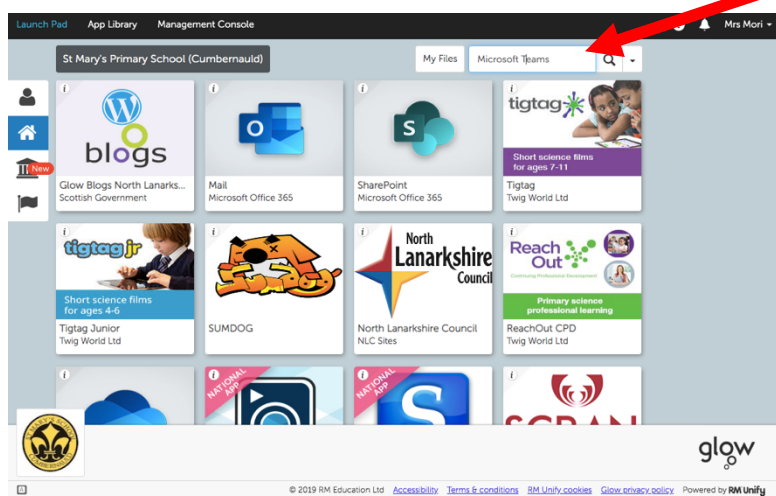 Launch Pad App Library Management Console Mrs Mori
St Mary's Primary School (Cumbernauld) My Files Microsoft Teams
i i i i
blogs
tigtag
Short science films
for ages 7-11
Glow Blogs North Lanarks...
Scottish Government
Mail
Microsoft Office 365
SharePoint
Microsoft Office 365
Tigtag
Twig World Ltd
New
i i i i
tigtag jr
Short science films
for ages 4-6
North
Lanarkshire
Council
Reach
Out
Continuing Professional Development
Primary science
professional learning
Tigtag Junior
Twig World Ltd
SUMDOG
North Lanarkshire Council
NLC Sites
ReachOut CPD
Twig World Ltd
i i i i
NATIONAL
APP
NATIONAL
APP
S
SCRAN
ST MARY'S SCHOOL
CUMBERNAULD
glow
© 2019 RM Education Ltd Accessibility Terms & conditions RM Unify cookies Glow privacy policy Powered by RM Unify